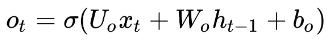 o_t = σ(U_o x_t + W_o h_{t−1} + b_o)